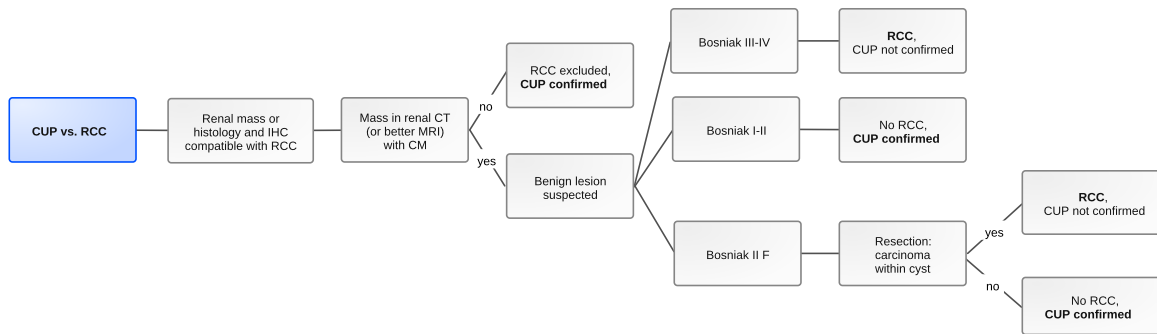 CUP vs. RCC
Renal mass or
histology and IHC
compatible with RCC
Mass in renal CT
(or better MRI)
with CM
no
yes
RCC excluded,
CUP confirmed
Benign lesion
suspected
Bosniak III-IV
RCC,
CUP not confirmed
Bosniak I-II
No RCC,
CUP confirmed
Bosniak II F
Resection:
carcinoma
within cyst
yes
no
RCC,
CUP not confirmed
No RCC,
CUP confirmed